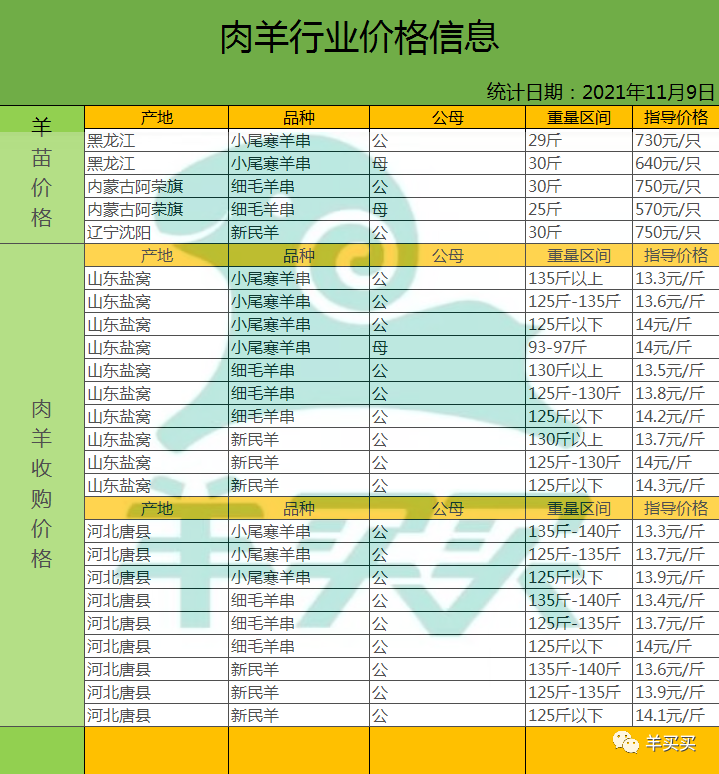 肉羊行业价格信息
统计日期：2021年11月9日
羊苗价格
产地 品种 公母 重量区间 指导价格
黑龙江 小尾寒羊串 公 29斤 730元/只
黑龙江 小尾寒羊串 母 30斤 640元/只
内蒙古阿荣旗 细毛羊串 公 30斤 750元/只
内蒙古阿荣旗 细毛羊串 母 25斤 570元/只
辽宁沈阳 新民羊 公 30斤 750元/只
肉羊收购价格
产地 品种 公母 重量区间 指导价格
山东盐窝 小尾寒羊串 公 135斤以上 13.3元/斤
山东盐窝 小尾寒羊串 公 125斤-135斤 13.6元/斤
山东盐窝 小尾寒羊串 公 125斤以下 14元/斤
山东盐窝 小尾寒羊串 母 93-97斤 14元/斤
山东盐窝 细毛羊串 公 130斤以上 13.5元/斤
山东盐窝 细毛羊串 公 125斤-130斤 13.8元/斤
山东盐窝 细毛羊串 公 125斤以下 14.2元/斤
山东盐窝 新民羊 公 130斤以上 13.7元/斤
山东盐窝 新民羊 公 125斤-130斤 14元/斤
山东盐窝 新民羊 公 125斤以下 14.3元/斤
产地 品种 公母 重量区间 指导价格
河北唐县 小尾寒羊串 公 135斤-140斤 13.3元/斤
河北唐县 小尾寒羊串 公 125斤-135斤 13.7元/斤
河北唐县 小尾寒羊串 公 125斤以下 13.9元/斤
河北唐县 细毛羊串 公 135斤-140斤 13.4元/斤
河北唐县 细毛羊串 公 125斤-135斤 13.7元/斤
河北唐县 细毛羊串 公 125斤以下 14元/斤
河北唐县 新民羊 公 135斤-140斤 13.6元/斤
河北唐县 新民羊 公 125斤-135斤 13.9元/斤
河北唐县 新民羊 公 125斤以下 14.1元/斤
羊买买
羊买买